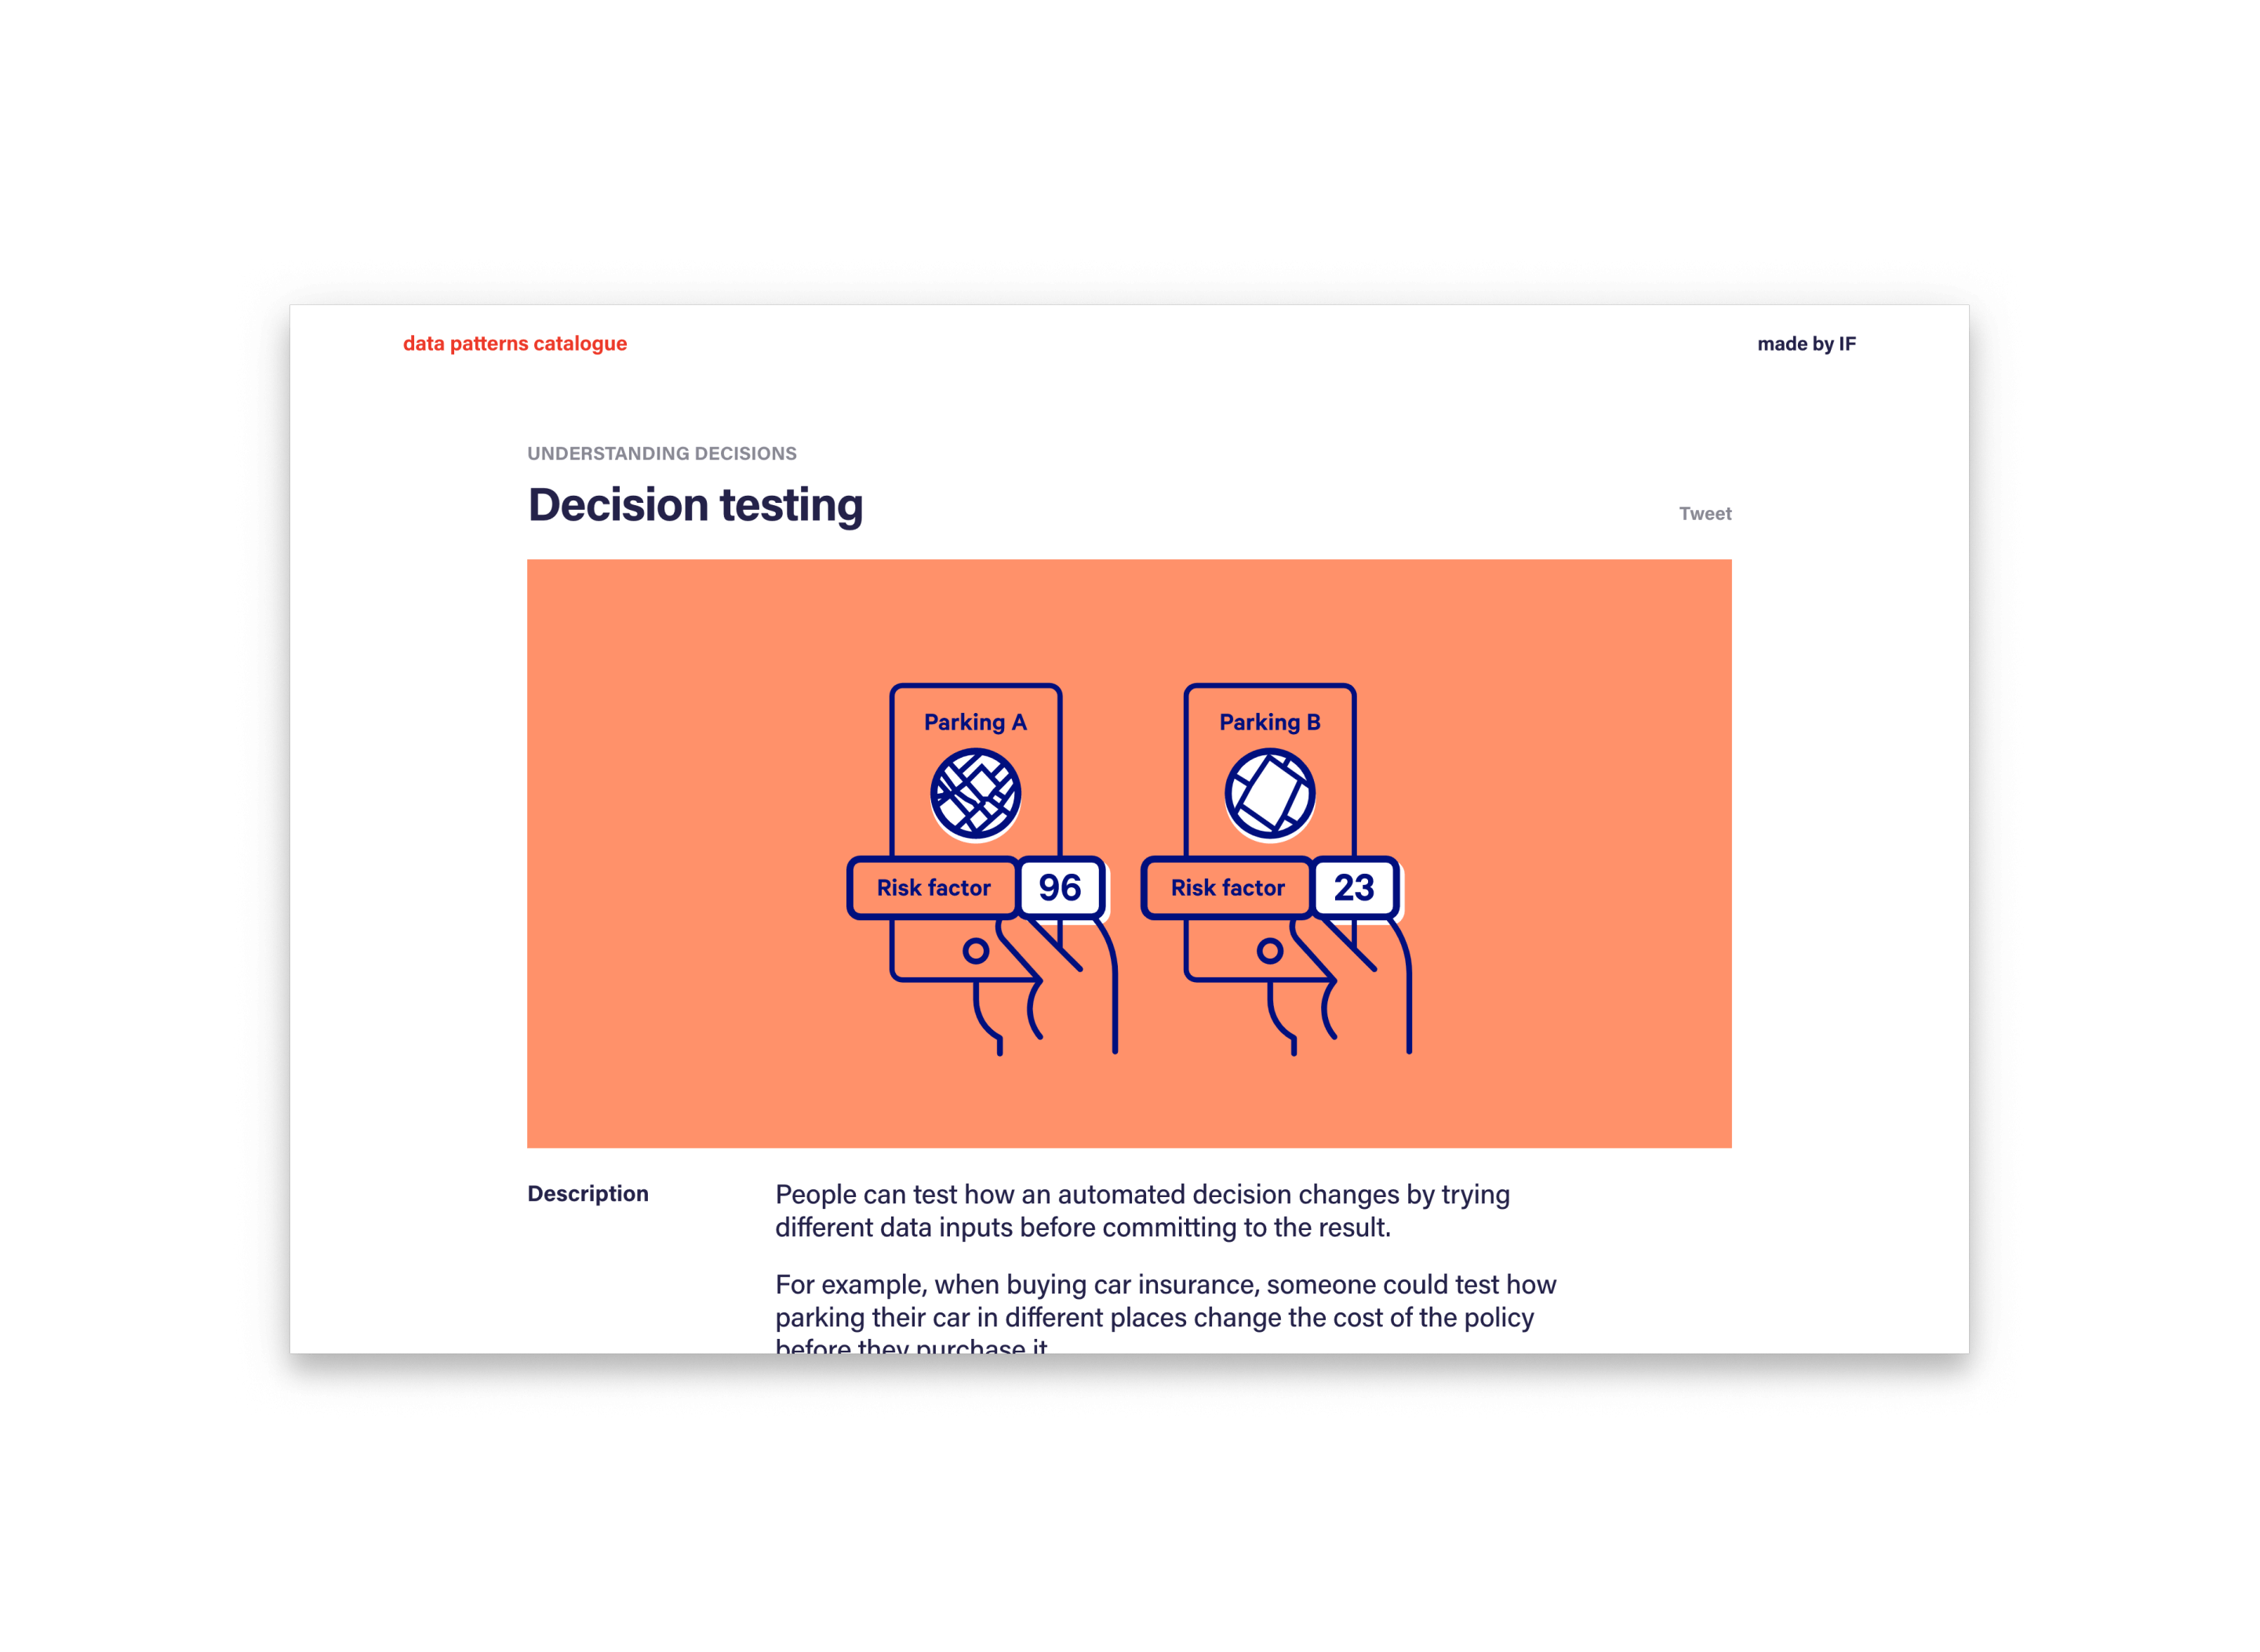 data patterns catalogue
made by IF
UNDERSTANDING DECISIONS
Decision testing
Tweet
Parking A
Parking B
Risk factor 96
Risk factor 23
Description
People can test how an automated decision changes by trying
different data inputs before committing to the result.
For example, when buying car insurance, someone could test how
parking their car in different places change the cost of the policy
before they purchase it